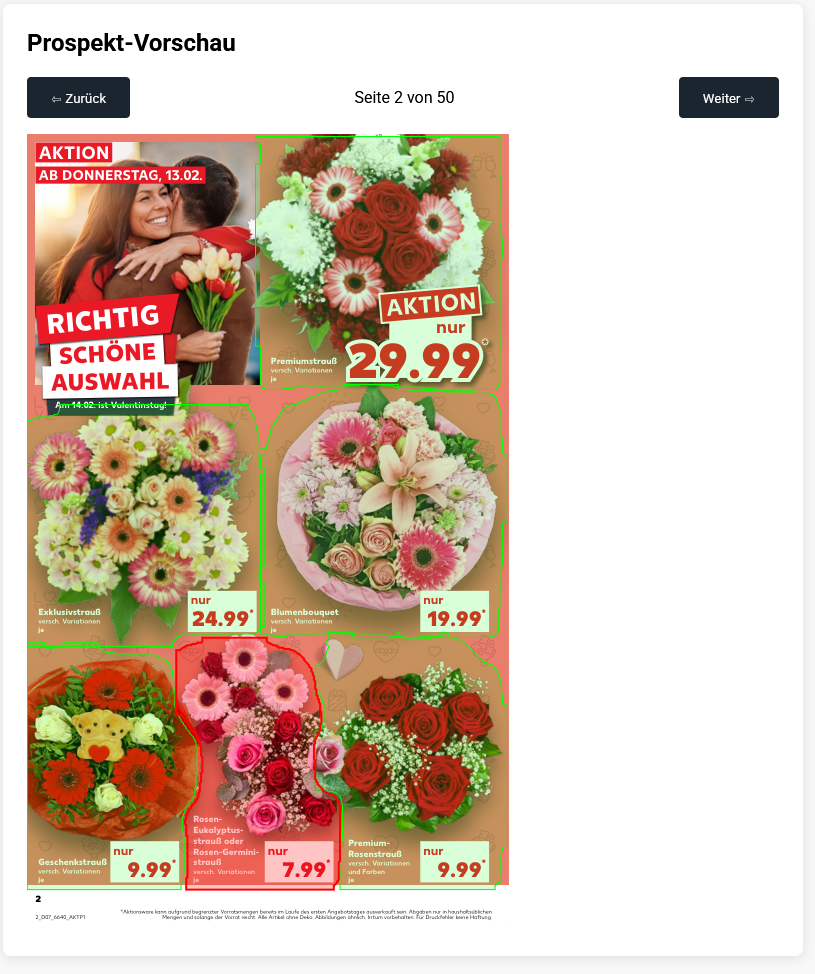 Prospekt-Vorschau
⇦ Zurück
Seite 2 von 50
Weiter ⇨
AKTION
AB DONNERSTAG, 13.02.
RICHTIG
SCHÖNE
AUSWAHL
Am 14.02. ist Valentinstag!
AKTION
nur
29.99*
Premiumstrauß
versch. Variationen
je
nur
24.99*
Exklusivstrauß
versch. Variationen
je
nur
19.99*
Blumenbouquet
versch. Variationen
je
nur
9.99*
Geschenkstrauß
versch. Variationen
je
Rosen-
Eukalyptus-
strauß oder
Rosen-Germini-
strauß
versch. Variationen
je
nur
7.99*
Premium-
Rosenstrauß
versch. Variationen
und Farben
je
nur
9.99*
2
2_D07_6640_AKTP1
*Aktionsware kann aufgrund begrenzter Vorratsmengen bereits im Laufe des ersten Angebotstages ausverkauft sein. Abgaben nur in haushaltsüblichen
Mengen und solange der Vorrat reicht. Alle Artikel ohne Deko. Abbildungen ähnlich. Irrtum vorbehalten. Für Druckfehler keine Haftung.